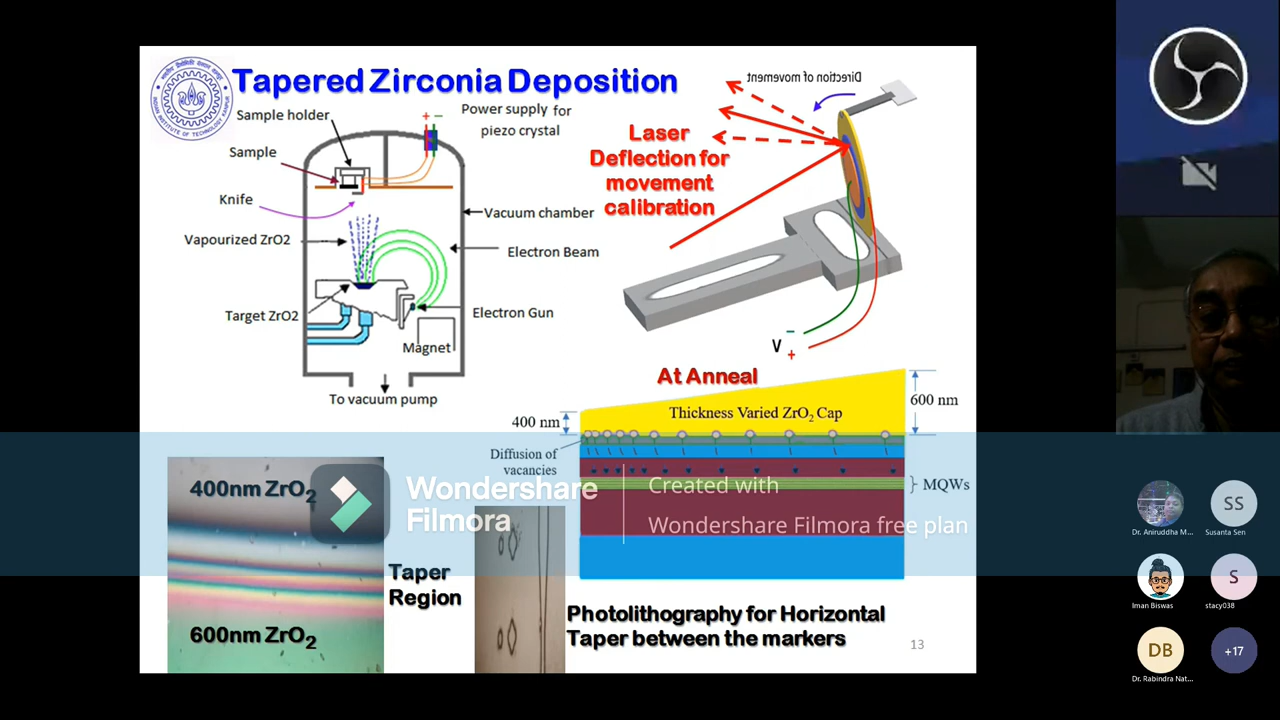 Tapered Zirconia Deposition
Sample holder
Power supply for
piezo crystal
Sample
Knife
Vacuum chamber
Vapourized ZrO2
Electron Beam
Target ZrO2
Electron Gun
Magnet
To vacuum pump
Direction of movement
Laser
Deflection for
movement
calibration
V
At Anneal
400 nm
Thickness Varied ZrO2 Cap
600 nm
Diffusion of
vacancies
MQWs
400nm ZrO2
Taper
Region
600nm ZrO2
Photolithography for Horizontal
Taper between the markers
13
Wondershare
Filmora
Created with
Wondershare Filmora free plan
Dr. Aniruddha M...
SS
Susanta Sen
Iman Biswas
S
stacy038
DB
Dr. Rabindra Nat...
+17